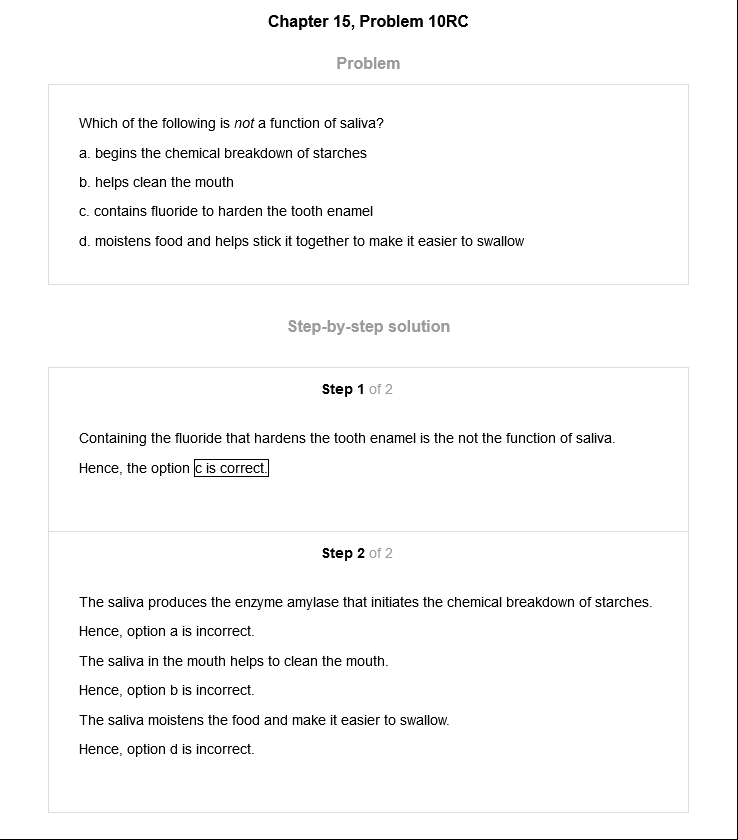 Chapter 15, Problem 10RC
Problem
Which of the following is not a function of saliva?
a. begins the chemical breakdown of starches
b. helps clean the mouth
c. contains fluoride to harden the tooth enamel
d. moistens food and helps stick it together to make it easier to swallow
Step-by-step solution
Step 1 of 2
Containing the fluoride that hardens the tooth enamel is the not the function of saliva.
Hence, the option c is correct.
Step 2 of 2
The saliva produces the enzyme amylase that initiates the chemical breakdown of starches.
Hence, option a is incorrect.
The saliva in the mouth helps to clean the mouth.
Hence, option b is incorrect.
The saliva moistens the food and make it easier to swallow.
Hence, option d is incorrect.